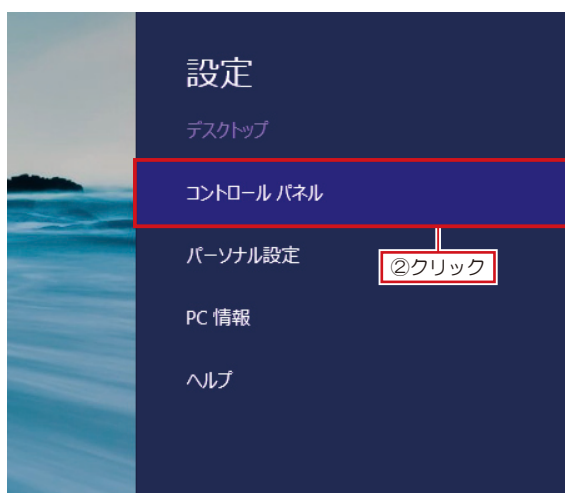 設定
デスクトップ
コントロール パネル
パーソナル設定
②クリック
PC 情報
ヘルプ